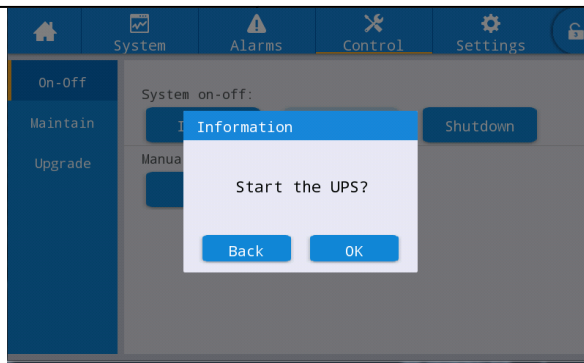 System
Alarms
Control
Settings
On-Off
System on-off:
Maintain
Information
Shutdown
Upgrade
Start the UPS?
Back
OK